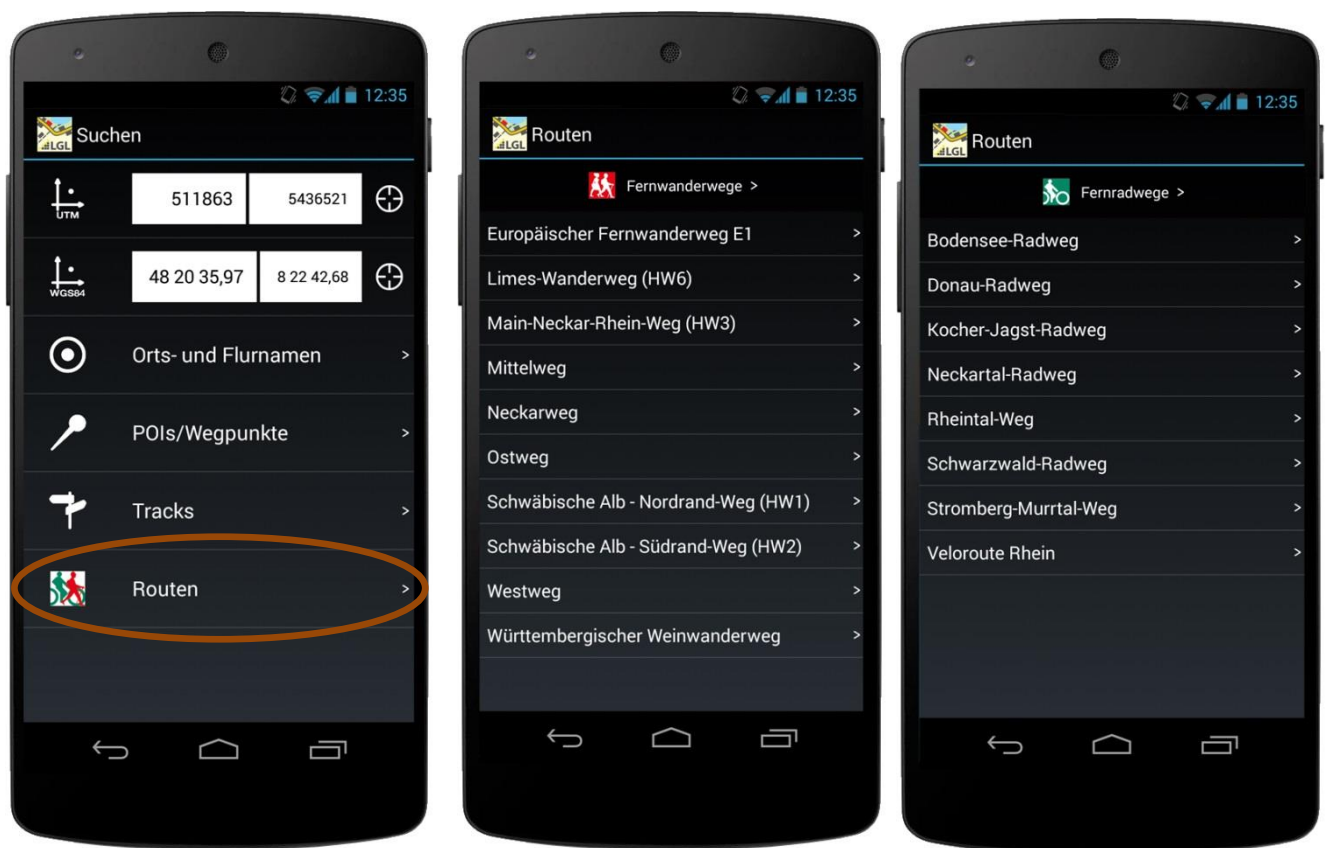 12:35
LGL Suchen
UTM 511863 5436521
WGS84 48 20 35,97 8 22 42,68
Orts- und Flurnamen >
POIs/Wegpunkte >
Tracks >
Routen >
12:35
LGL Routen
Fernwanderwege >
Europäischer Fernwanderweg E1 >
Limes-Wanderweg (HW6) >
Main-Neckar-Rhein-Weg (HW3) >
Mittelweg >
Neckarweg >
Ostweg >
Schwäbische Alb - Nordrand-Weg (HW1) >
Schwäbische Alb - Südrand-Weg (HW2) >
Westweg >
Württembergischer Weinwanderweg >
12:35
LGL Routen
Fernradwege >
Bodensee-Radweg >
Donau-Radweg >
Kocher-Jagst-Radweg >
Neckartal-Radweg >
Rheintal-Weg >
Schwarzwald-Radweg >
Stromberg-Murrtal-Weg >
Veloroute Rhein >